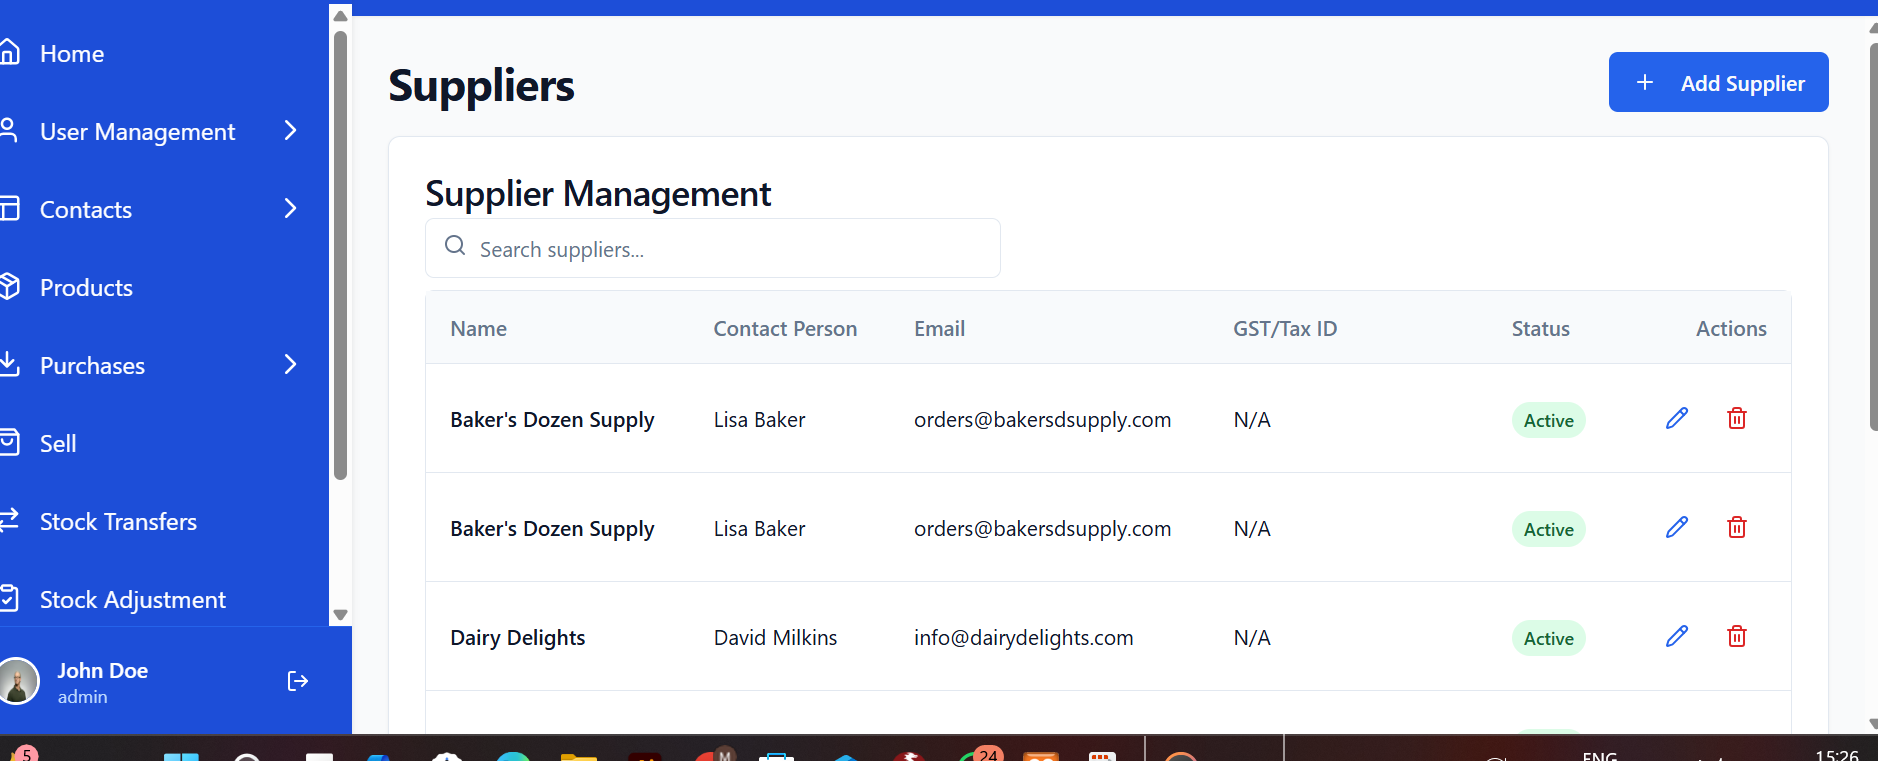 Home
User Management
Contacts
Products
Purchases
Sell
Stock Transfers
Stock Adjustment
John Doe
admin
Suppliers
Add Supplier
Supplier Management
Search suppliers...
Name Contact Person Email GST/Tax ID Status Actions
Baker's Dozen Supply Lisa Baker orders@bakersdsupply.com N/A Active
Baker's Dozen Supply Lisa Baker orders@bakersdsupply.com N/A Active
Dairy Delights David Milkins info@dairydelights.com N/A Active
5 M 24 ENG 15:26